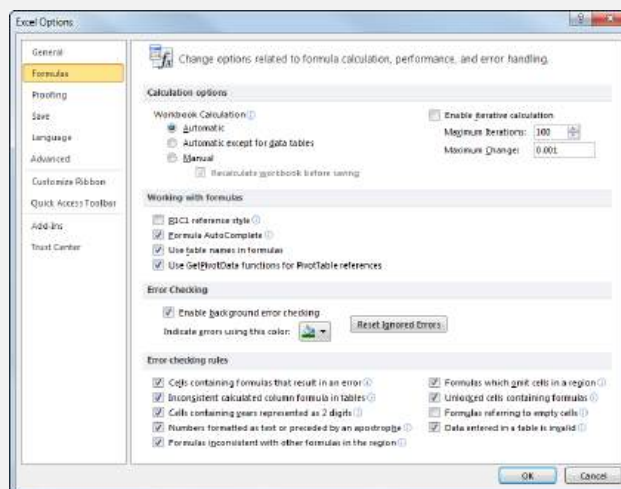 Excel Options
General
Formulas
Proofing
Save
Language
Advanced
Customize Ribbon
Quick Access Toolbar
Add-Ins
Trust Center
Change options related to formula calculation, performance, and error handling.
Calculation options
Workbook Calculation
Automatic
Automatic except for data tables
Manual
Recalculate workbook before saving
Enable iterative calculation
Maximum Iterations: 100
Maximum Change: 0.001
Working with formulas
R1C1 reference style
Formula AutoComplete
Use table names in formulas
Use GetPivotData functions for PivotTable references
Error Checking
Enable background error checking
Indicate errors using this color:
Reset Ignored Errors
Error checking rules
Cells containing formulas that result in an error
Inconsistent calculated column formula in tables
Cells containing years represented as 2 digits
Numbers formatted as text or preceded by an apostrophe
Formulas inconsistent with other formulas in the region
Formulas which omit cells in a region
Unlocked cells containing formulas
Formulas referring to empty cells
Data entered in a table is invalid
OK
Cancel